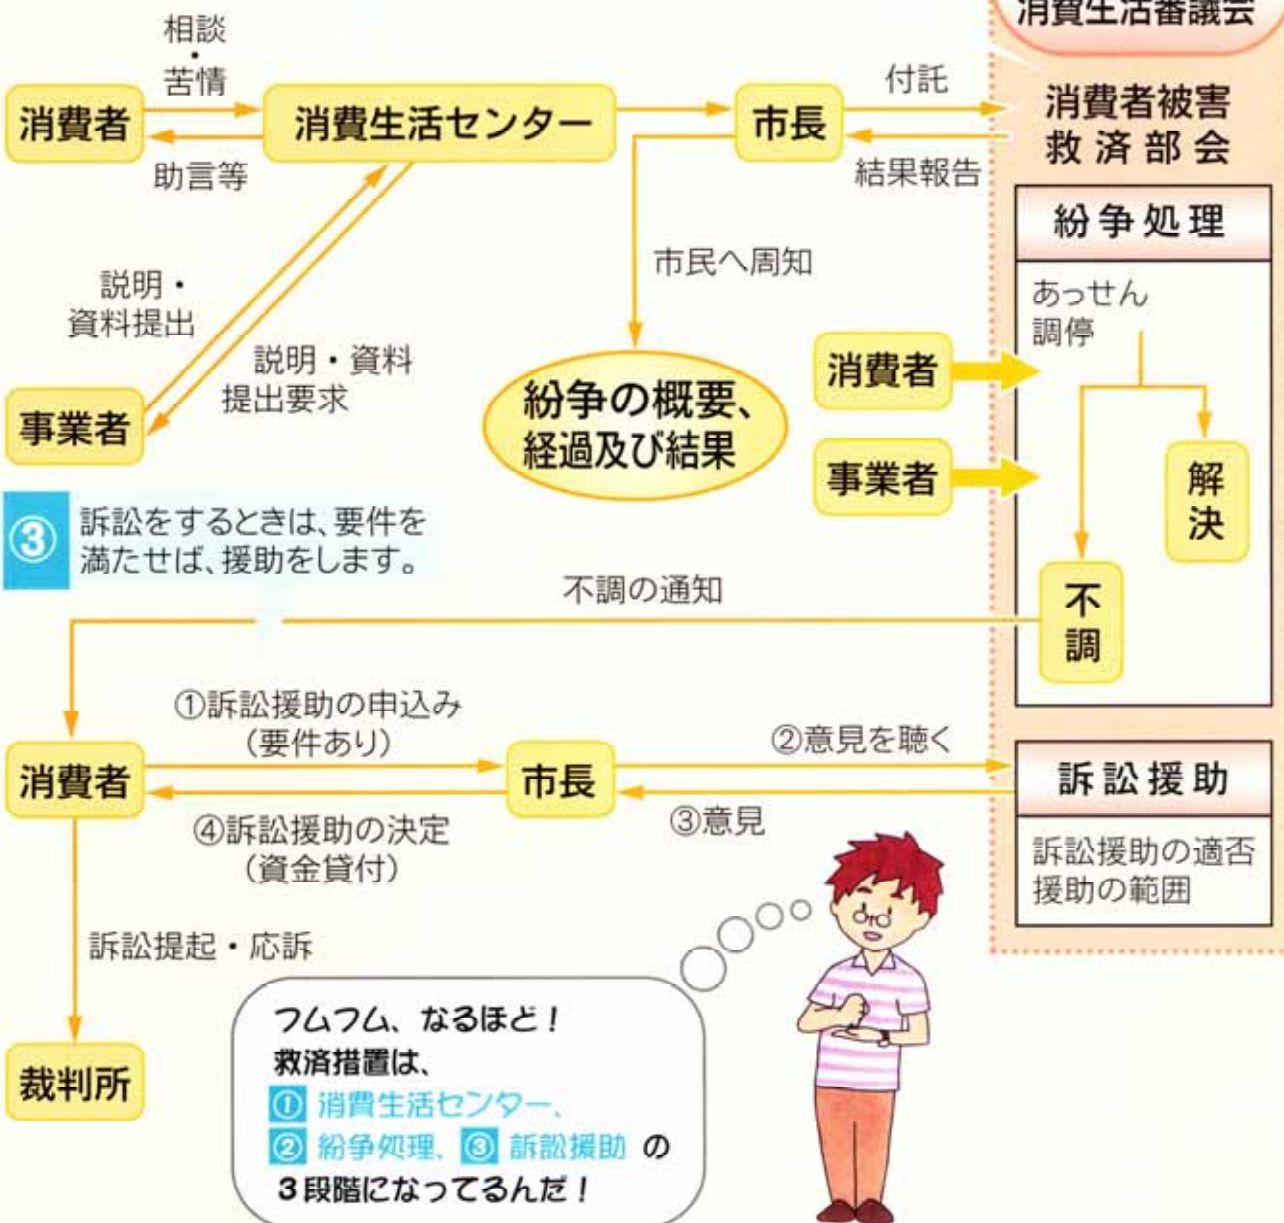 消費生活審議会
相談
・
苦情
付託
消費者
消費生活センター
市長
消費者被害
救済部会
助言等
結果報告
紛争処理
市民へ周知
あっせん
調停
説明・
資料提出
説明・資料
提出要求
消費者
事業者
紛争の概要、
経過及び結果
事業者
解決
③
訴訟をするときは、要件を
満たせば、援助をします。
不調の通知
不調
①訴訟援助の申込み
(要件あり)
②意見を聴く
消費者
市長
訴訟援助
④訴訟援助の決定
(資金貸付)
③意見
訴訟援助の適否
援助の範囲
訴訟提起・応訴
裁判所
フムフム、なるほど!
救済措置は、
① 消費生活センター、
② 紛争処理、③ 訴訟援助 の
3段階になってるんだ!